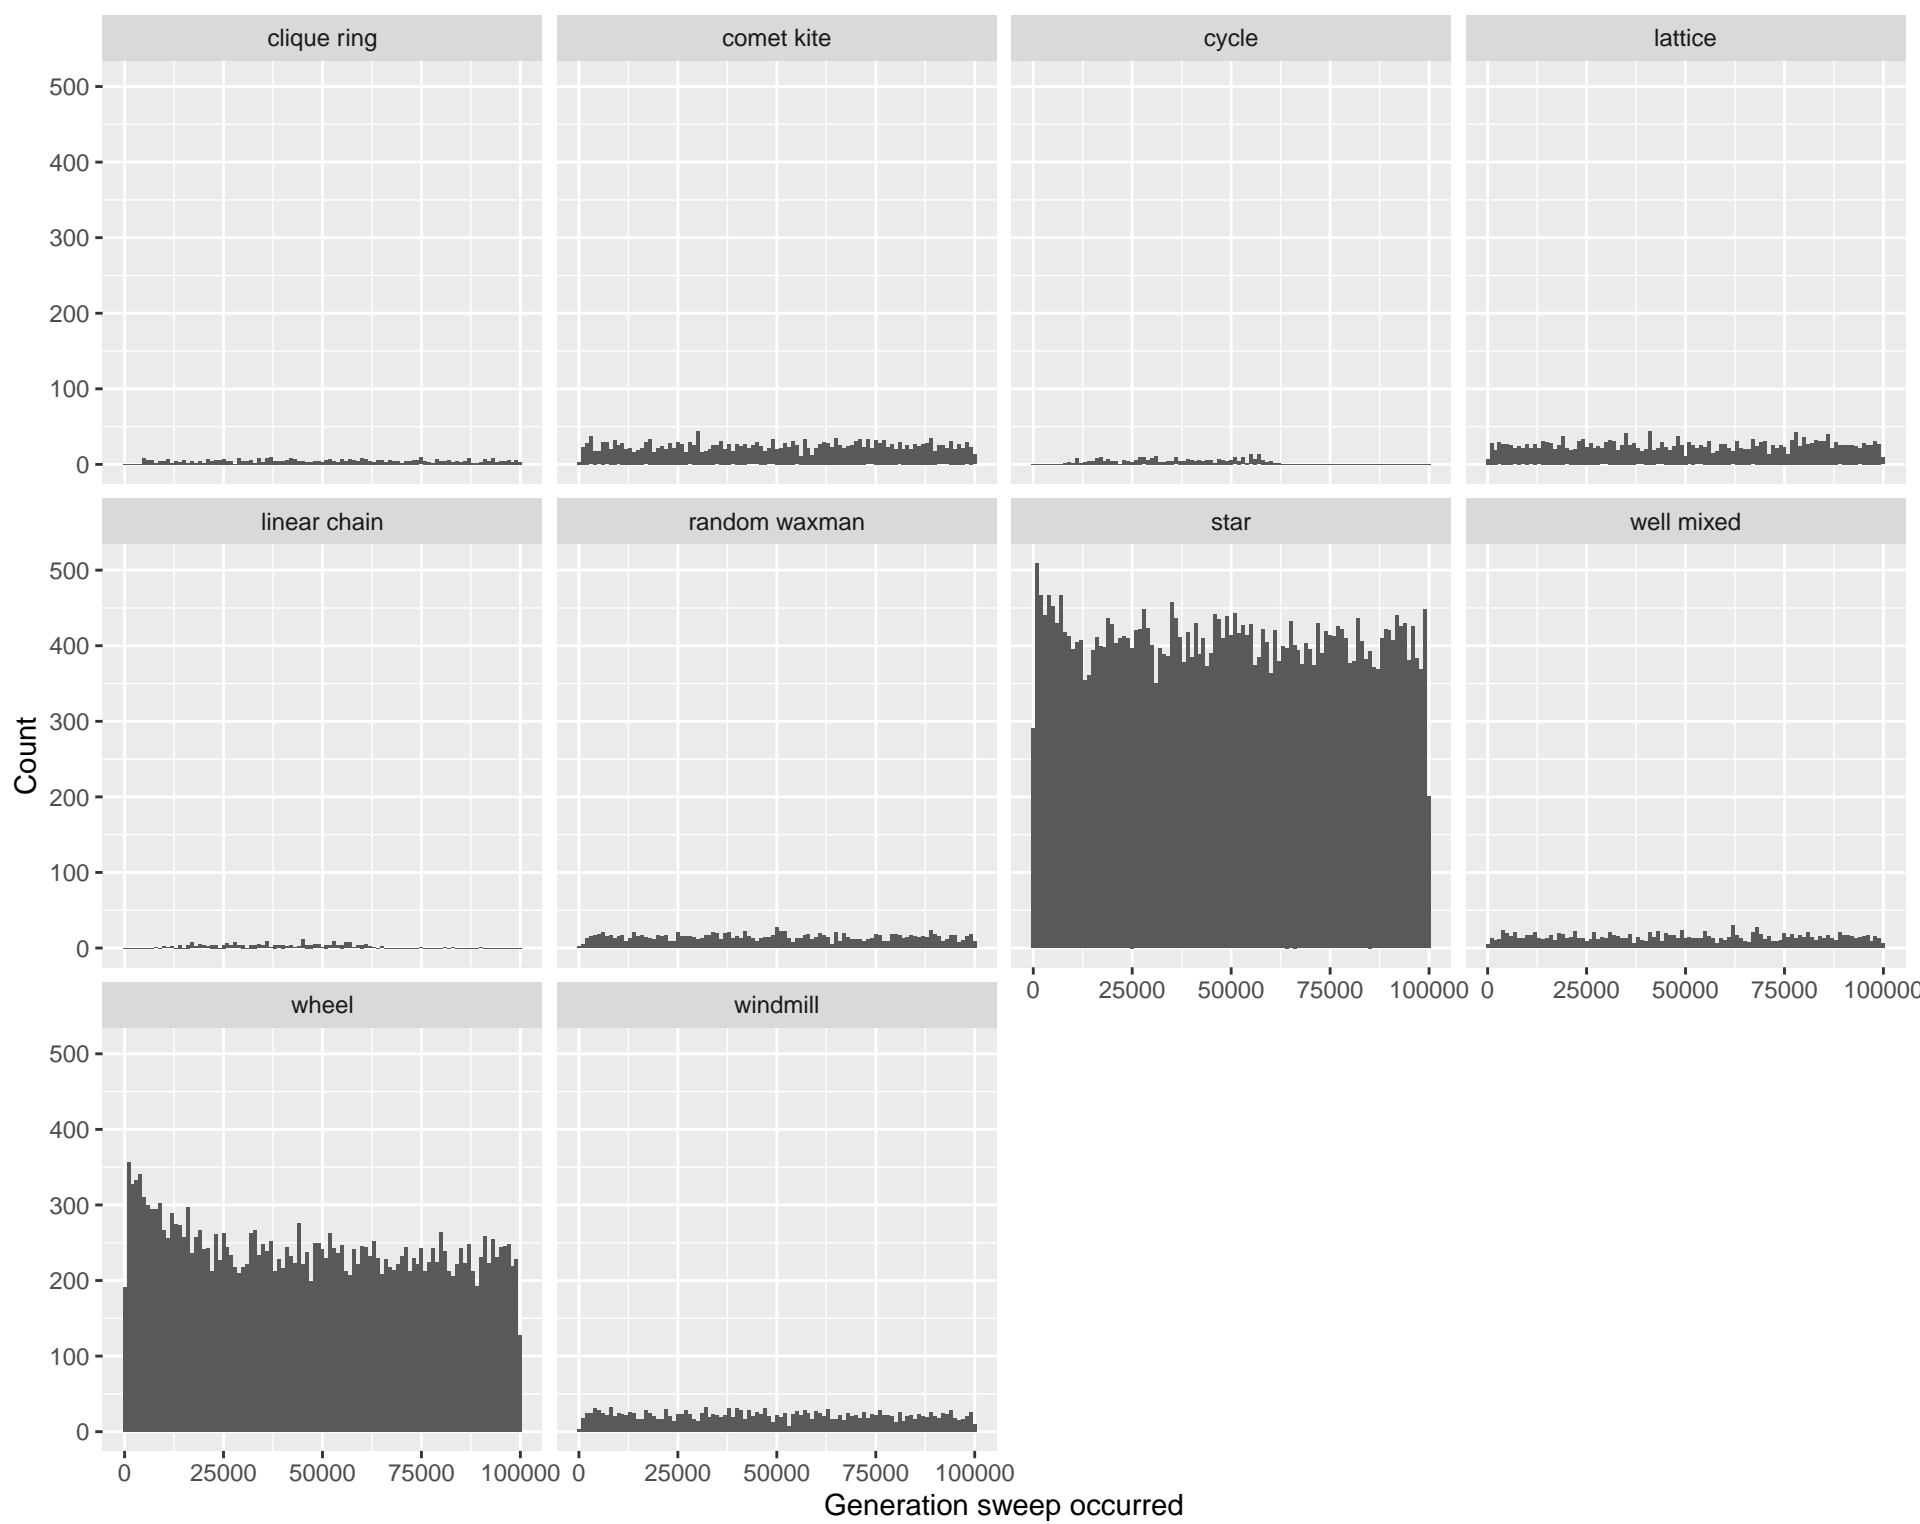 clique ring comet kite cycle lattice
500
400
300
200
100
0
linear chain random waxman star well mixed
500
400
300
200
100
0
0 25000 50000 75000 100000 0 25000 50000 75000 100000
wheel windmill
500
400
300
200
100
0
0 25000 50000 75000 100000 0 25000 50000 75000 100000
Generation sweep occurred
Count